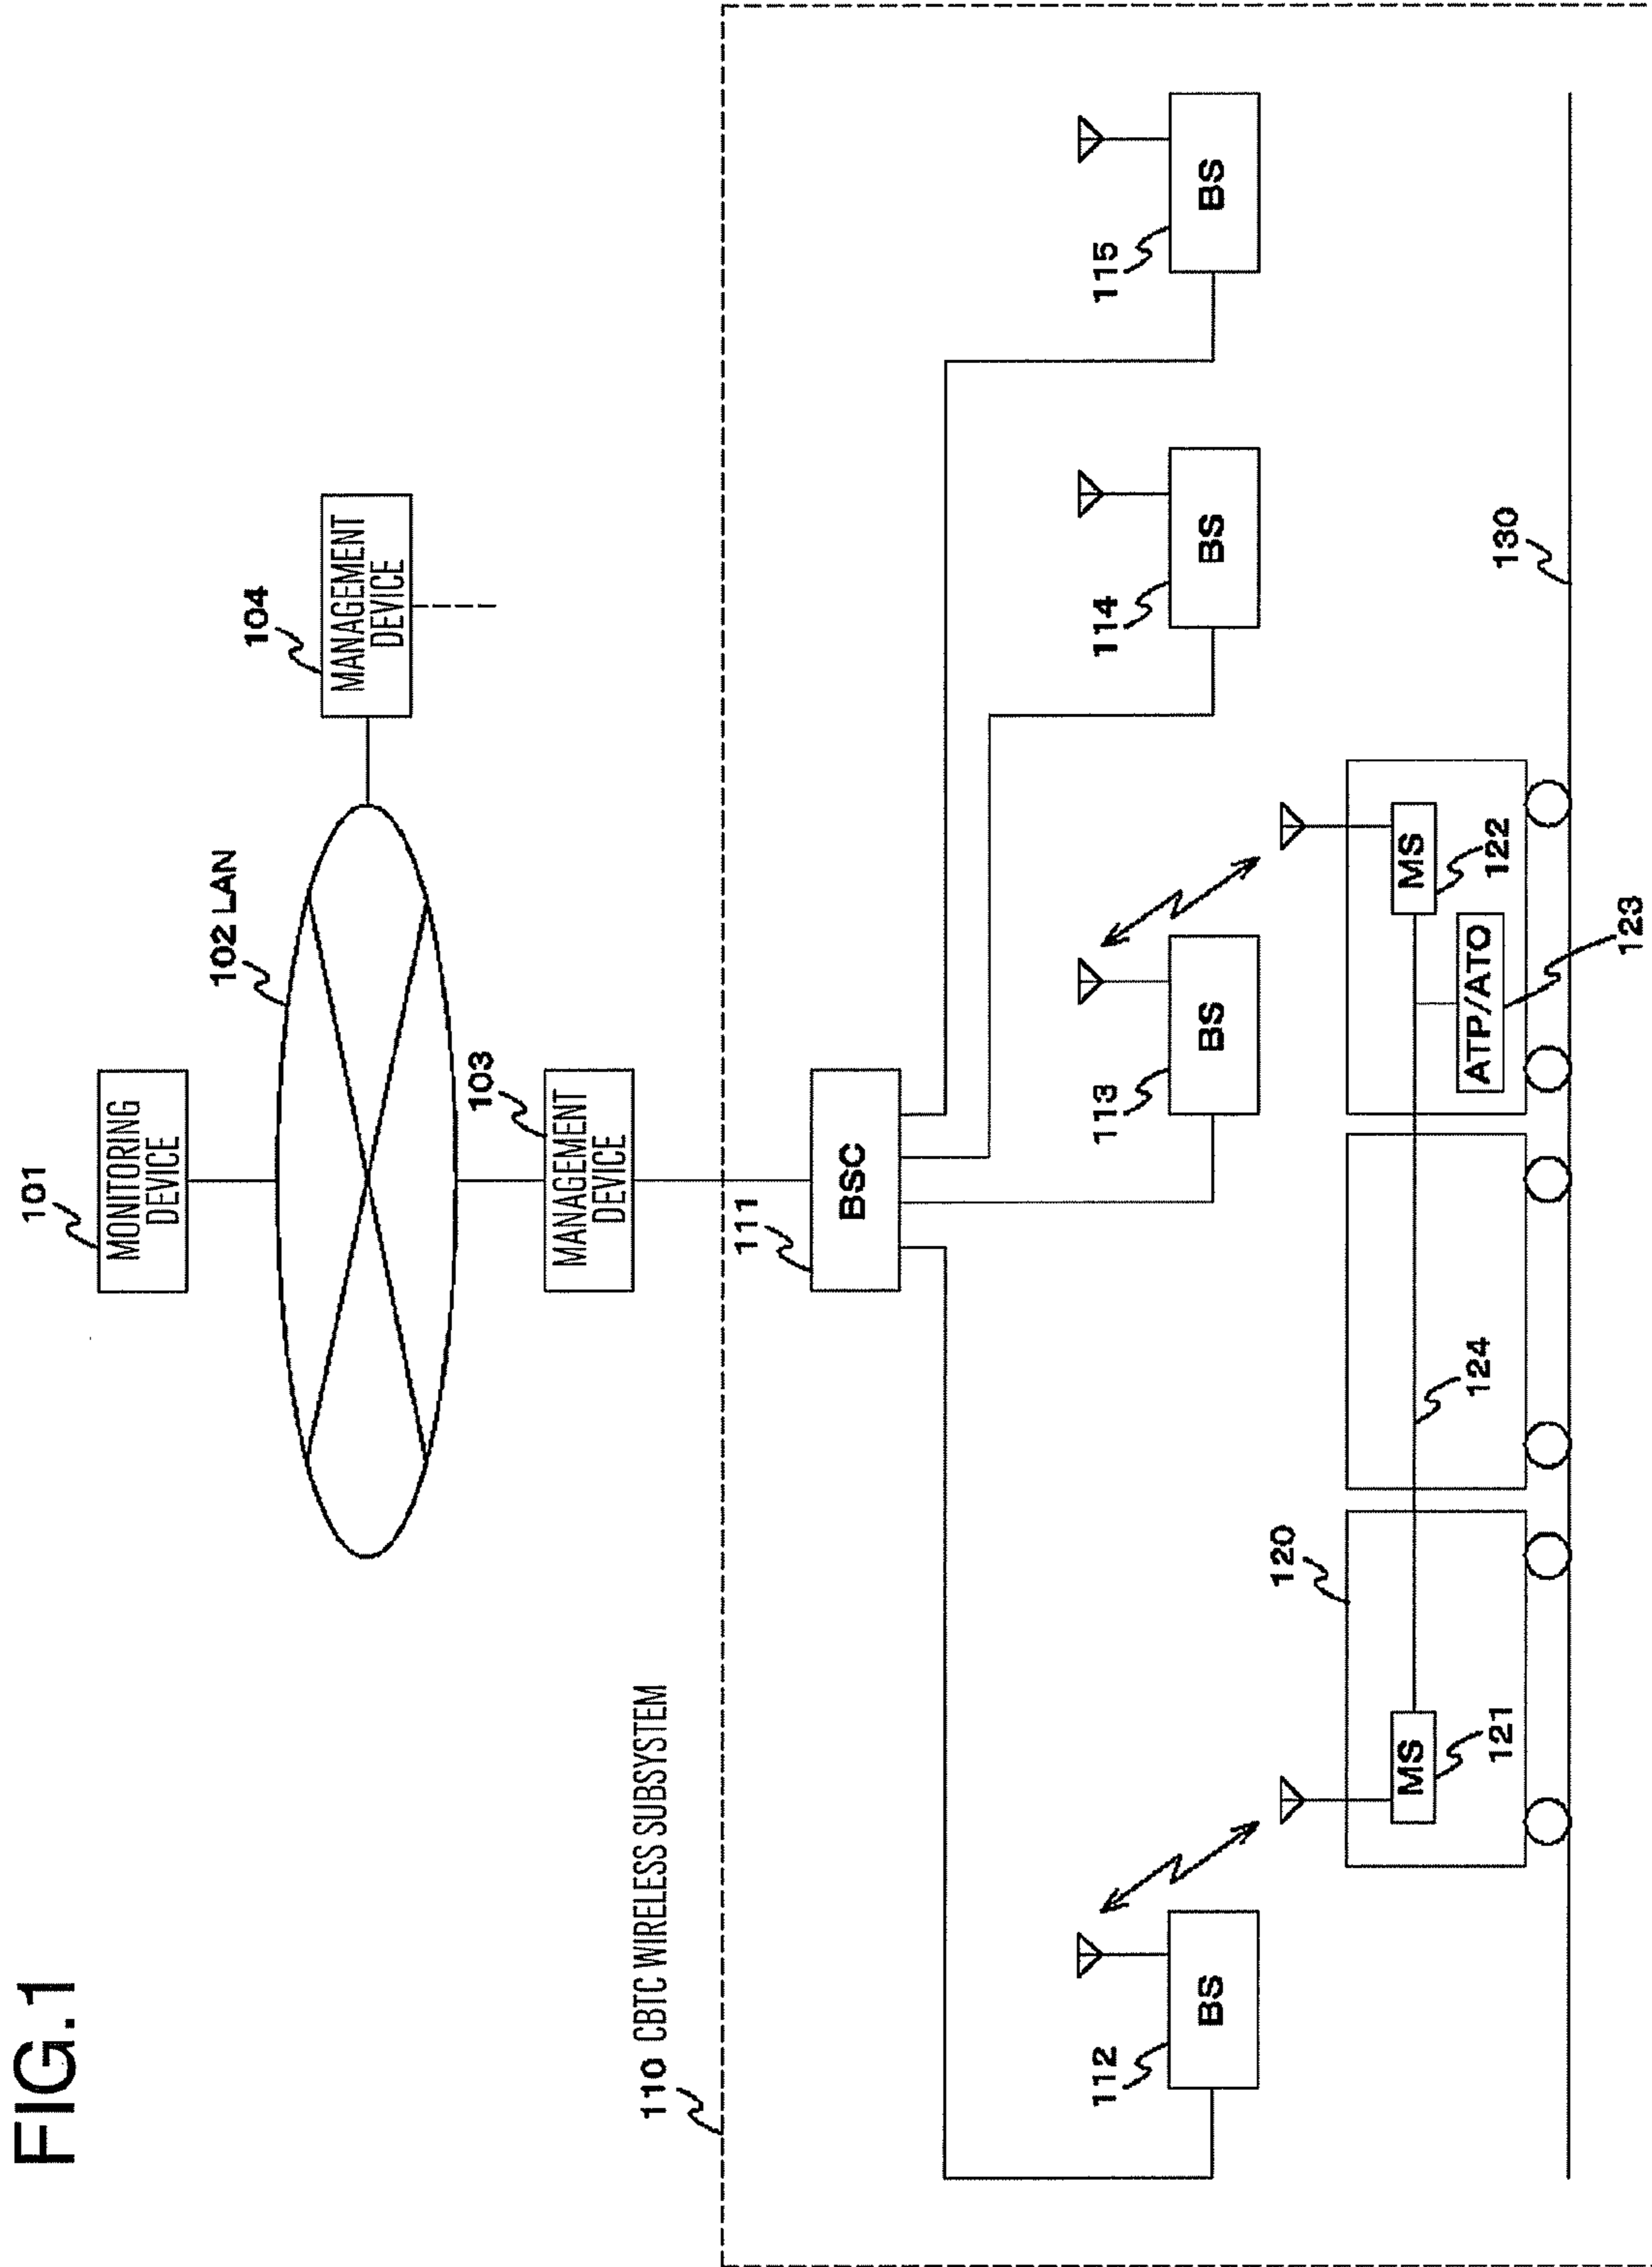 FIG.1
101
MONITORING
DEVICE
102 LAN
104
MANAGEMENT
DEVICE
103
MANAGEMENT
DEVICE
110 CBTC WIRELESS SUBSYSTEM
111
BSC
112
BS
113
BS
114
BS
115
BS
120
MS
121
124
MS
122
ATP/ATO
123
130